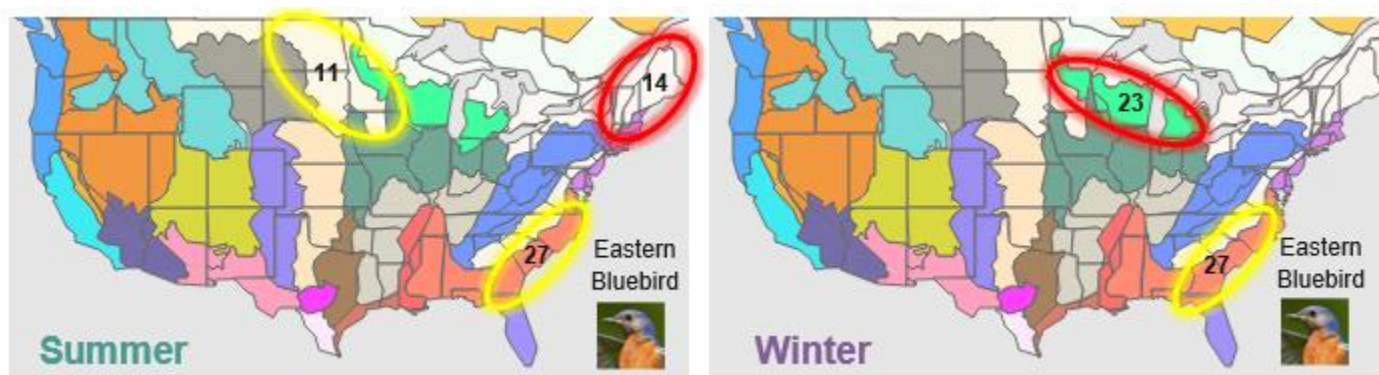 11
14
27
Eastern
Bluebird
Summer
23
27
Eastern
Bluebird
Winter